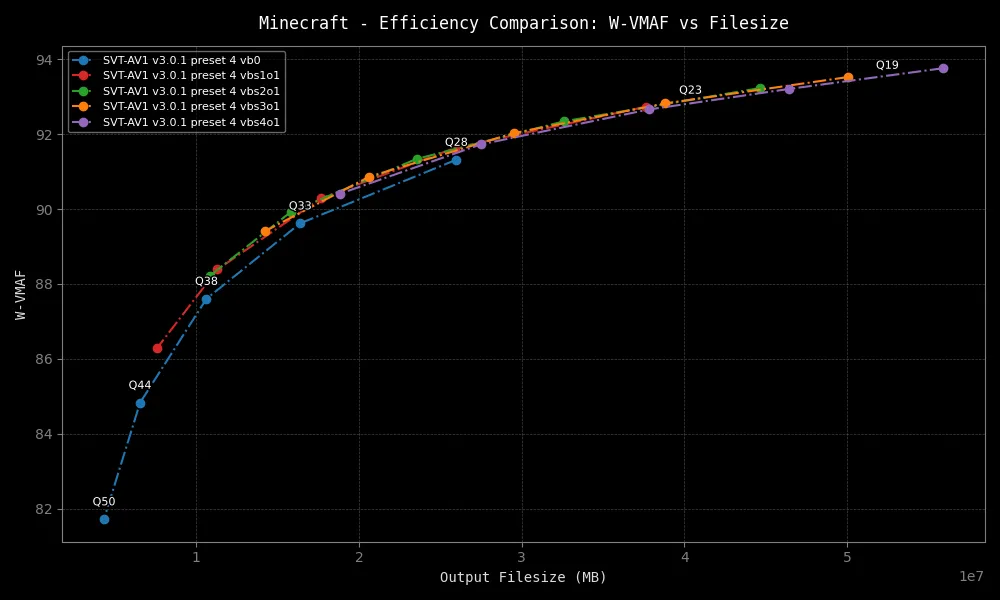 Minecraft - Efficiency Comparison: W-VMAF vs Filesize
SVT-AV1 v3.0.1 preset 4 vb0
SVT-AV1 v3.0.1 preset 4 vbs1o1
SVT-AV1 v3.0.1 preset 4 vbs2o1
SVT-AV1 v3.0.1 preset 4 vbs3o1
SVT-AV1 v3.0.1 preset 4 vbs4o1
94
92
90
88
86
84
82
W-VMAF
Q19
Q23
Q28
Q33
Q38
Q44
Q50
1 2 3 4 5
1e7
Output Filesize (MB)